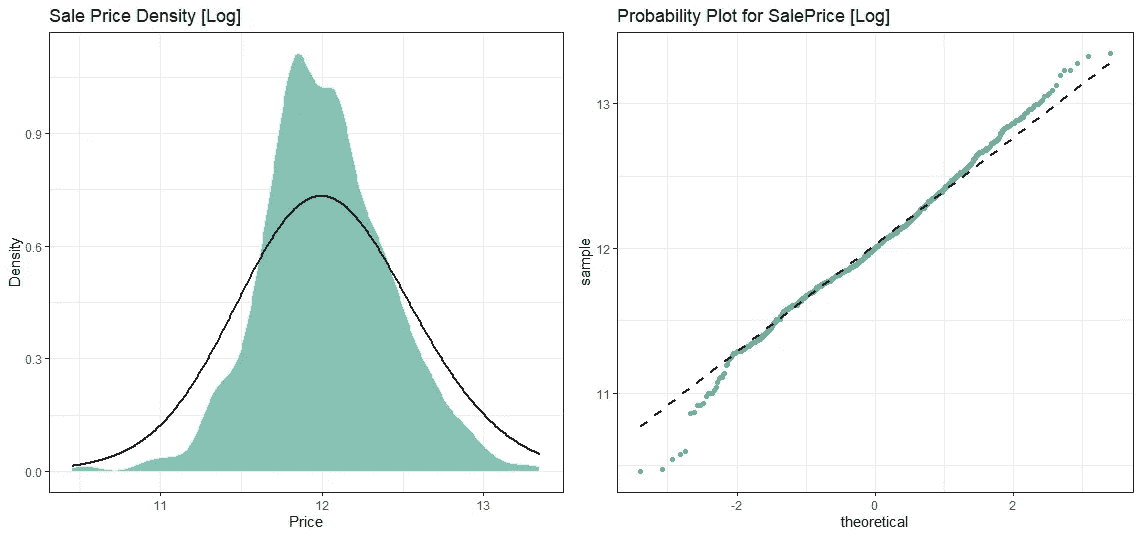 Sale Price Density [Log]
Density
0.9
0.6
0.3
0.0
11
12
13
Price
Probability Plot for SalePrice [Log]
sample
13
12
11
-2
0
2
theoretical